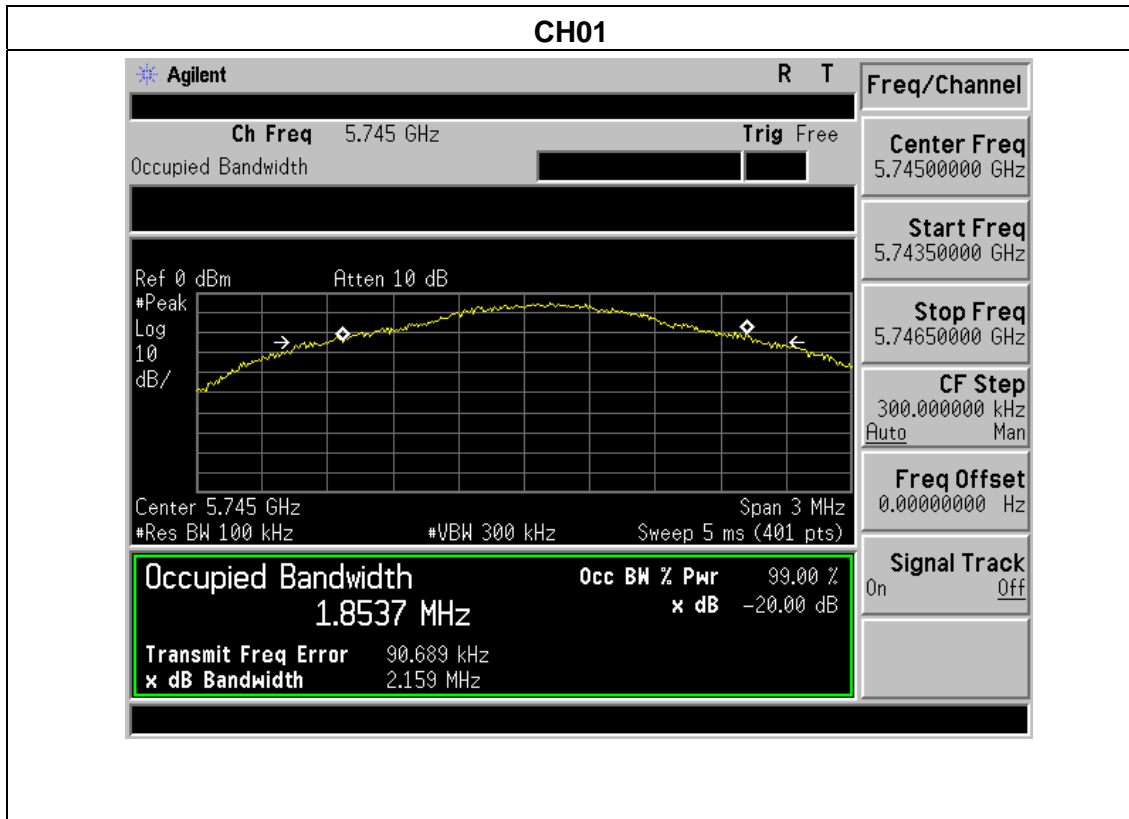 CH01
Agilent R T
Ch Freq 5.745 GHz Trig Free
Occupied Bandwidth
Ref 0 dBm Atten 10 dB
#Peak
Log
10
dB/
Center 5.745 GHz Span 3 MHz
#Res BW 100 kHz #VBW 300 kHz Sweep 5 ms (401 pts)
Occupied Bandwidth Occ BW % Pwr 99.00 %
1.8537 MHz x dB -20.00 dB
Transmit Freq Error 90.689 kHz
x dB Bandwidth 2.159 MHz
Freq/Channel
Center Freq
5.74500000 GHz
Start Freq
5.74350000 GHz
Stop Freq
5.74650000 GHz
CF Step
300.000000 kHz
Auto Man
Freq Offset
0.00000000 Hz
Signal Track
On Off